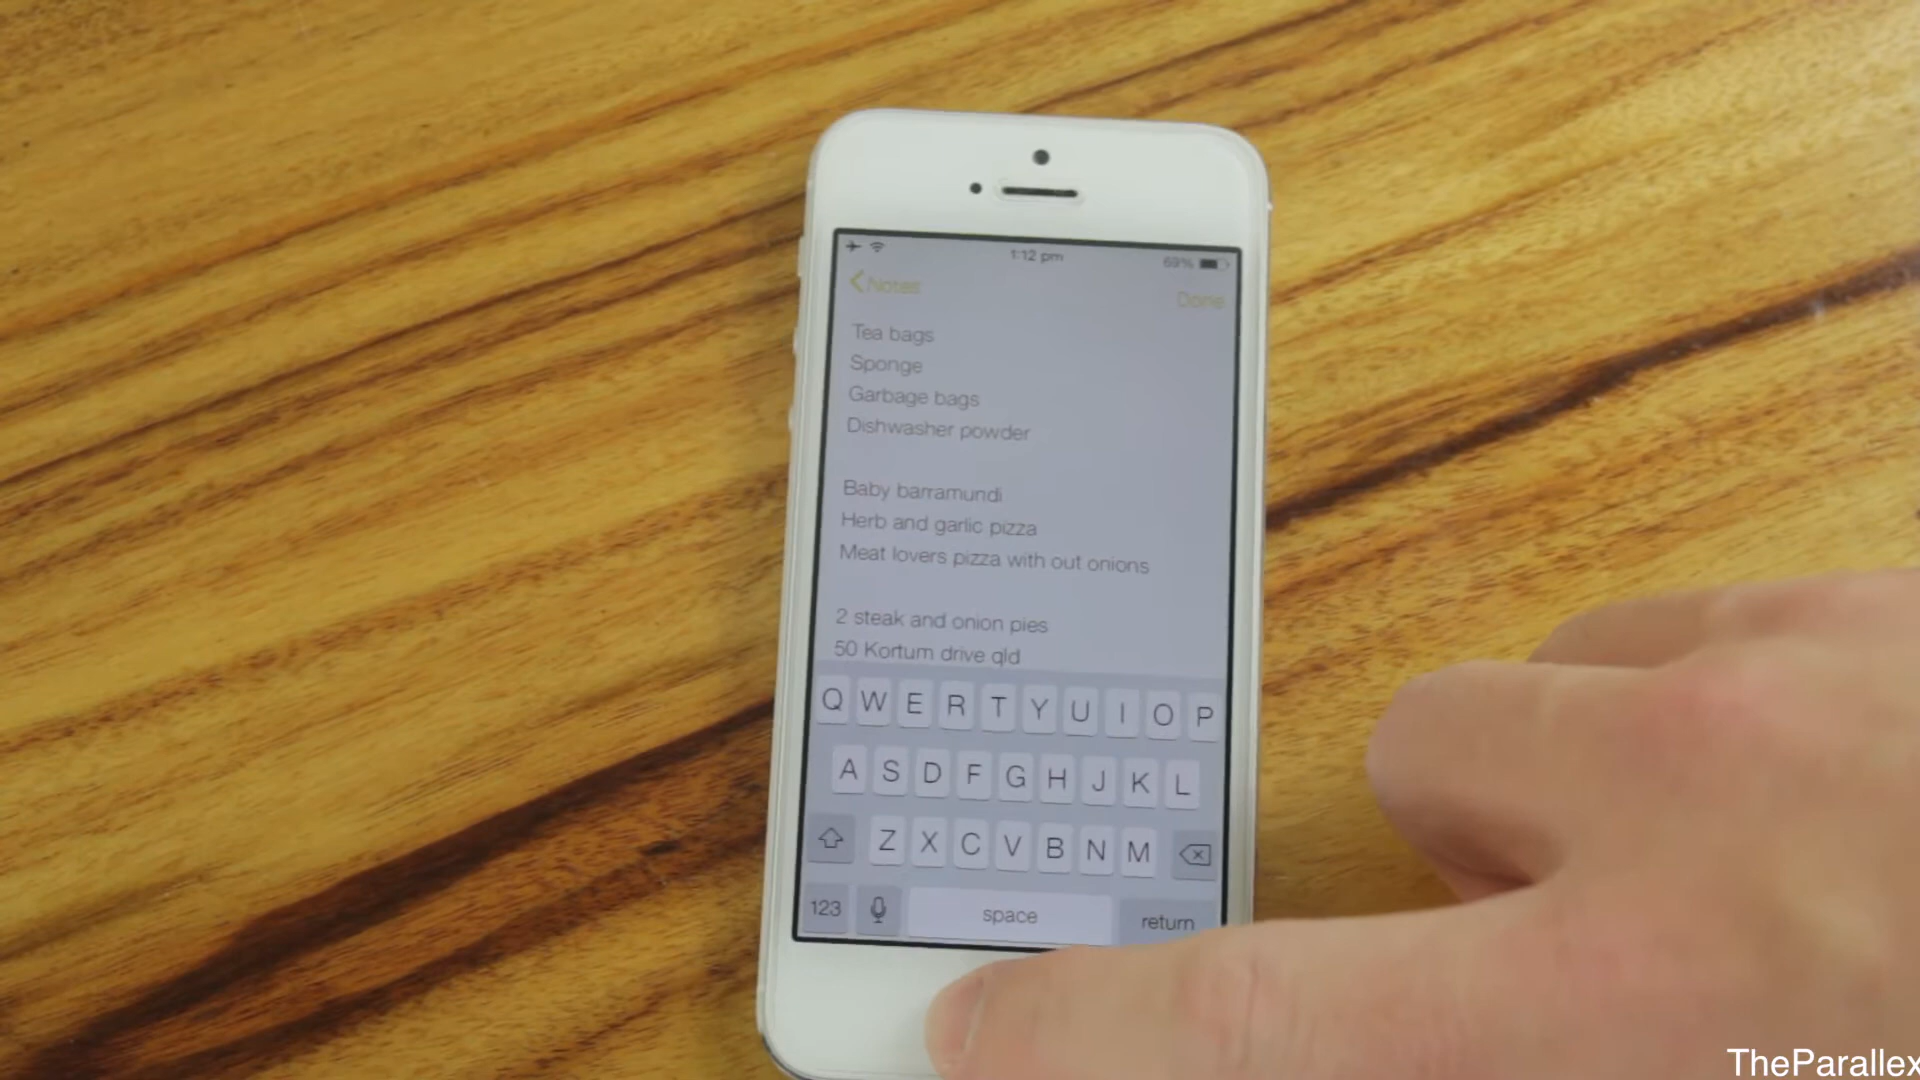 1:12 pm 69%
Notes Done
Tea bags
Sponge
Garbage bags
Dishwasher powder
Baby barramundi
Herb and garlic pizza
Meat lovers pizza with out onions
2 steak and onion pies
50 Kortum drive qld
Q W E R T Y U I O P
A S D F G H J K L
Z X C V B N M
123 space return
TheParallex